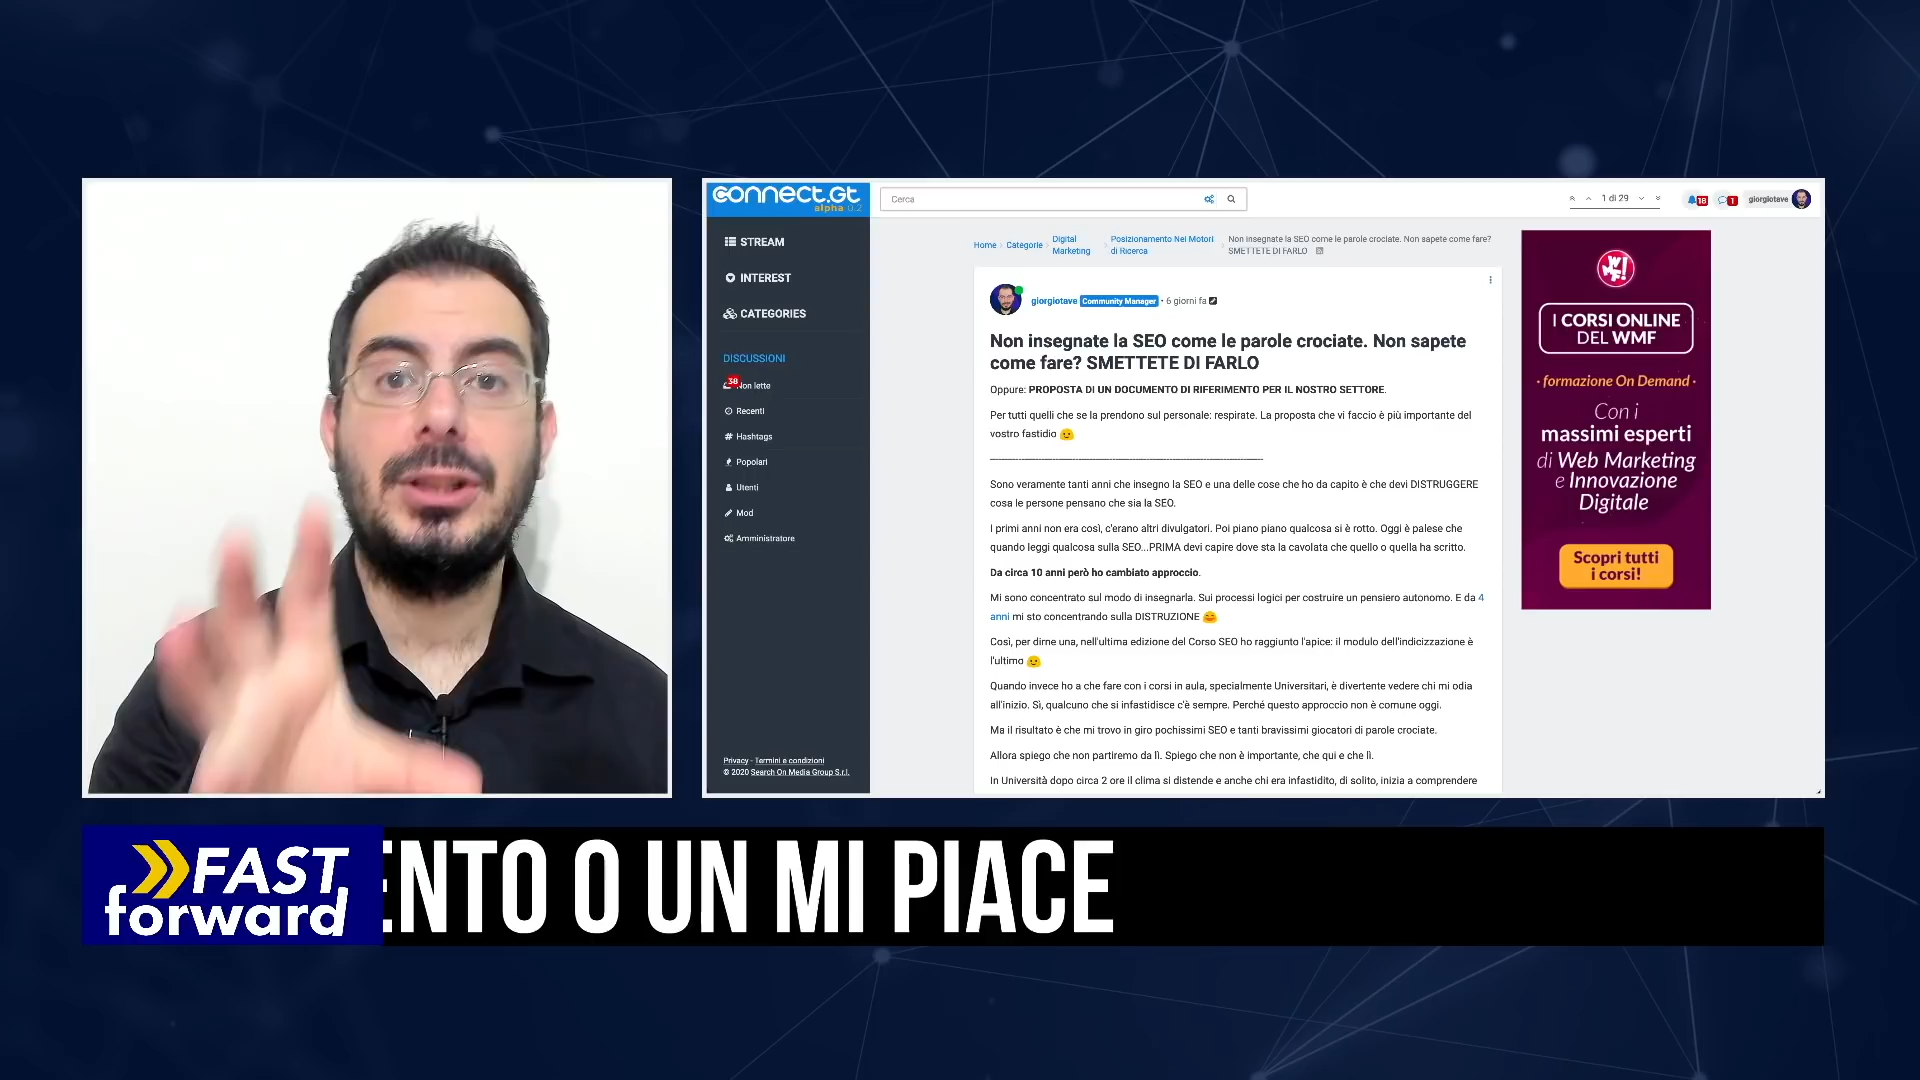 connect.gt
alpha 0.2
Cerca
1 di 29
18
1
giorgiotave
STREAM
INTEREST
CATEGORIES
DISCUSSIONI
38
Non lette
Recenti
# Hashtags
Popolari
Utenti
Mod
Amministratore
Privacy - Termini e condizioni
© 2020 Search On Media Group S.r.l.
Home
Categorie
Digital
Marketing
Posizionamento Nei Motori
di Ricerca
Non insegnate la SEO come le parole crociate. Non sapete come fare?
SMETTETE DI FARLO
giorgiotave Community Manager • 6 giorni fa
Non insegnate la SEO come le parole crociate. Non sapete
come fare? SMETTETE DI FARLO
Oppure: PROPOSTA DI UN DOCUMENTO DI RIFERIMENTO PER IL NOSTRO SETTORE.
Per tutti quelli che se la prendono sul personale: respirate. La proposta che vi faccio è più importante del
vostro fastidio
Sono veramente tanti anni che insegno la SEO e una delle cose che ho da capito è che devi DISTRUGGERE
cosa le persone pensano che sia la SEO.
I primi anni non era così, c'erano altri divulgatori. Poi piano piano qualcosa si è rotto. Oggi è palese che
quando leggi qualcosa sulla SEO...PRIMA devi capire dove sta la cavolata che quello o quella ha scritto.
Da circa 10 anni però ho cambiato approccio.
Mi sono concentrato sul modo di insegnarla. Sui processi logici per costruire un pensiero autonomo. E da 4
anni mi sto concentrando sulla DISTRUZIONE
Così, per dirne una, nell'ultima edizione del Corso SEO ho raggiunto l'apice: il modulo dell'indicizzazione è
l'ultimo
Quando invece ho a che fare con i corsi in aula, specialmente Universitari, è divertente vedere chi mi odia
all'inizio. Sì, qualcuno che si infastidisce c'è sempre. Perché questo approccio non è comune oggi.
Ma il risultato è che mi trovo in giro pochissimi SEO e tanti bravissimi giocatori di parole crociate.
Allora spiego che non partiremo da lì. Spiego che non è importante, che qui e che lì.
In Università dopo circa 2 ore il clima si distende e anche chi era infastidito, di solito, inizia a comprendere
WMF!
I CORSI ONLINE
DEL WMF
• formazione On Demand •
Con i
massimi esperti
di Web Marketing
e Innovazione
Digitale
Scopri tutti
i corsi!
FAST
forward
ENTO O UN MI PIACE